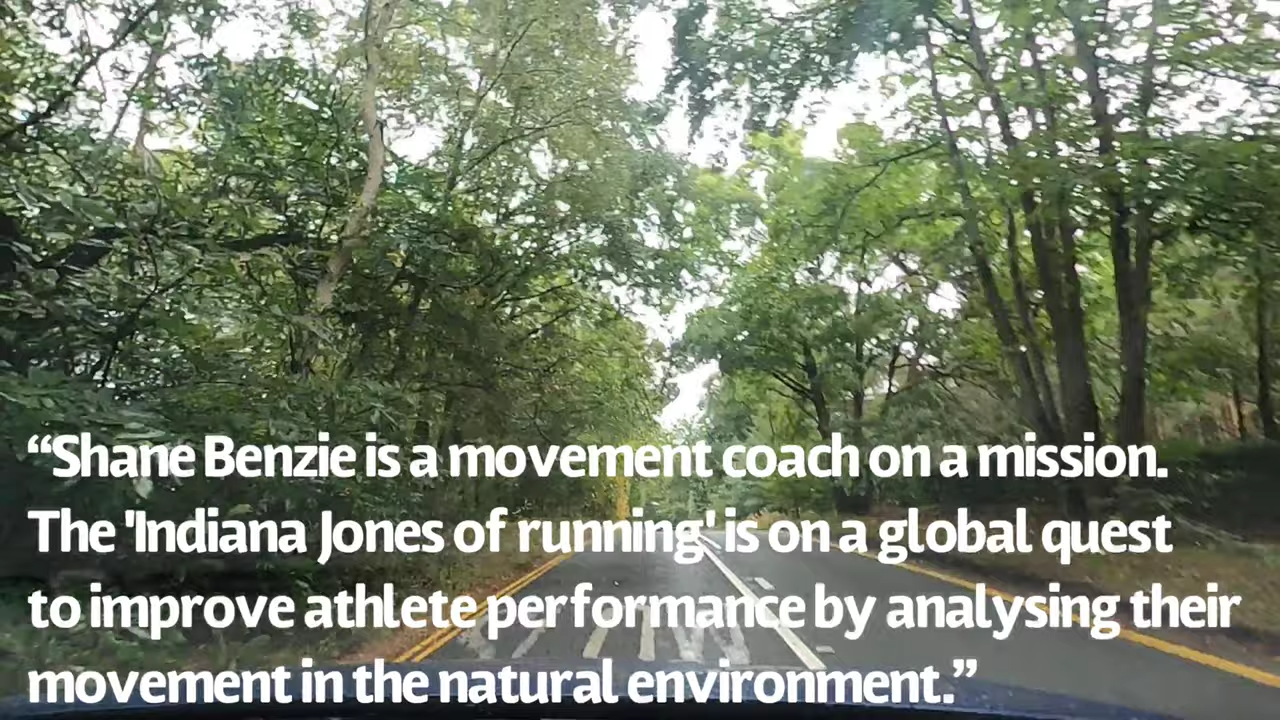 “Shane Benzie is a movement coach on a mission.
The 'Indiana Jones of running' is on a global quest
to improve athlete performance by analysing their
movement in the natural environment.”